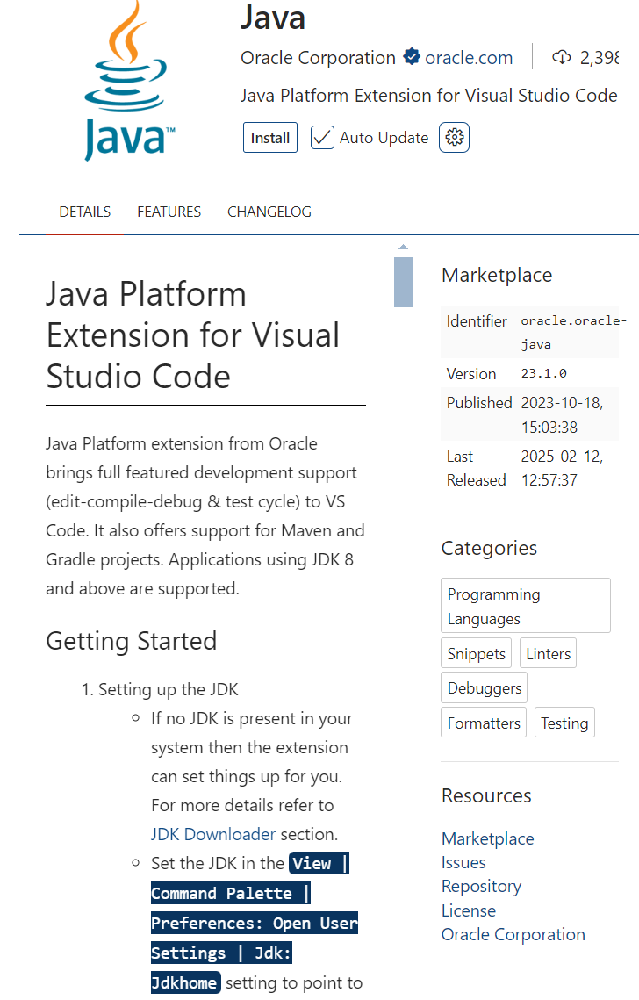 Java
Java™
Oracle Corporation oracle.com 2,398
Java Platform Extension for Visual Studio Code
Install Auto Update
DETAILS FEATURES CHANGELOG
Java Platform
Extension for Visual
Studio Code
Java Platform extension from Oracle
brings full featured development support
(edit-compile-debug & test cycle) to VS
Code. It also offers support for Maven and
Gradle projects. Applications using JDK 8
and above are supported.
Getting Started
1. Setting up the JDK
If no JDK is present in your
system then the extension
can set things up for you.
For more details refer to
JDK Downloader section.
Set the JDK in the View |
Command Palette |
Preferences: Open User
Settings | Jdk:
Jdkhome setting to point to
Marketplace
Identifier oracle.oracle-
java
Version 23.1.0
Published 2023-10-18,
15:03:38
Last 2025-02-12,
Released 12:57:37
Categories
Programming
Languages
Snippets Linters
Debuggers
Formatters Testing
Resources
Marketplace
Issues
Repository
License
Oracle Corporation